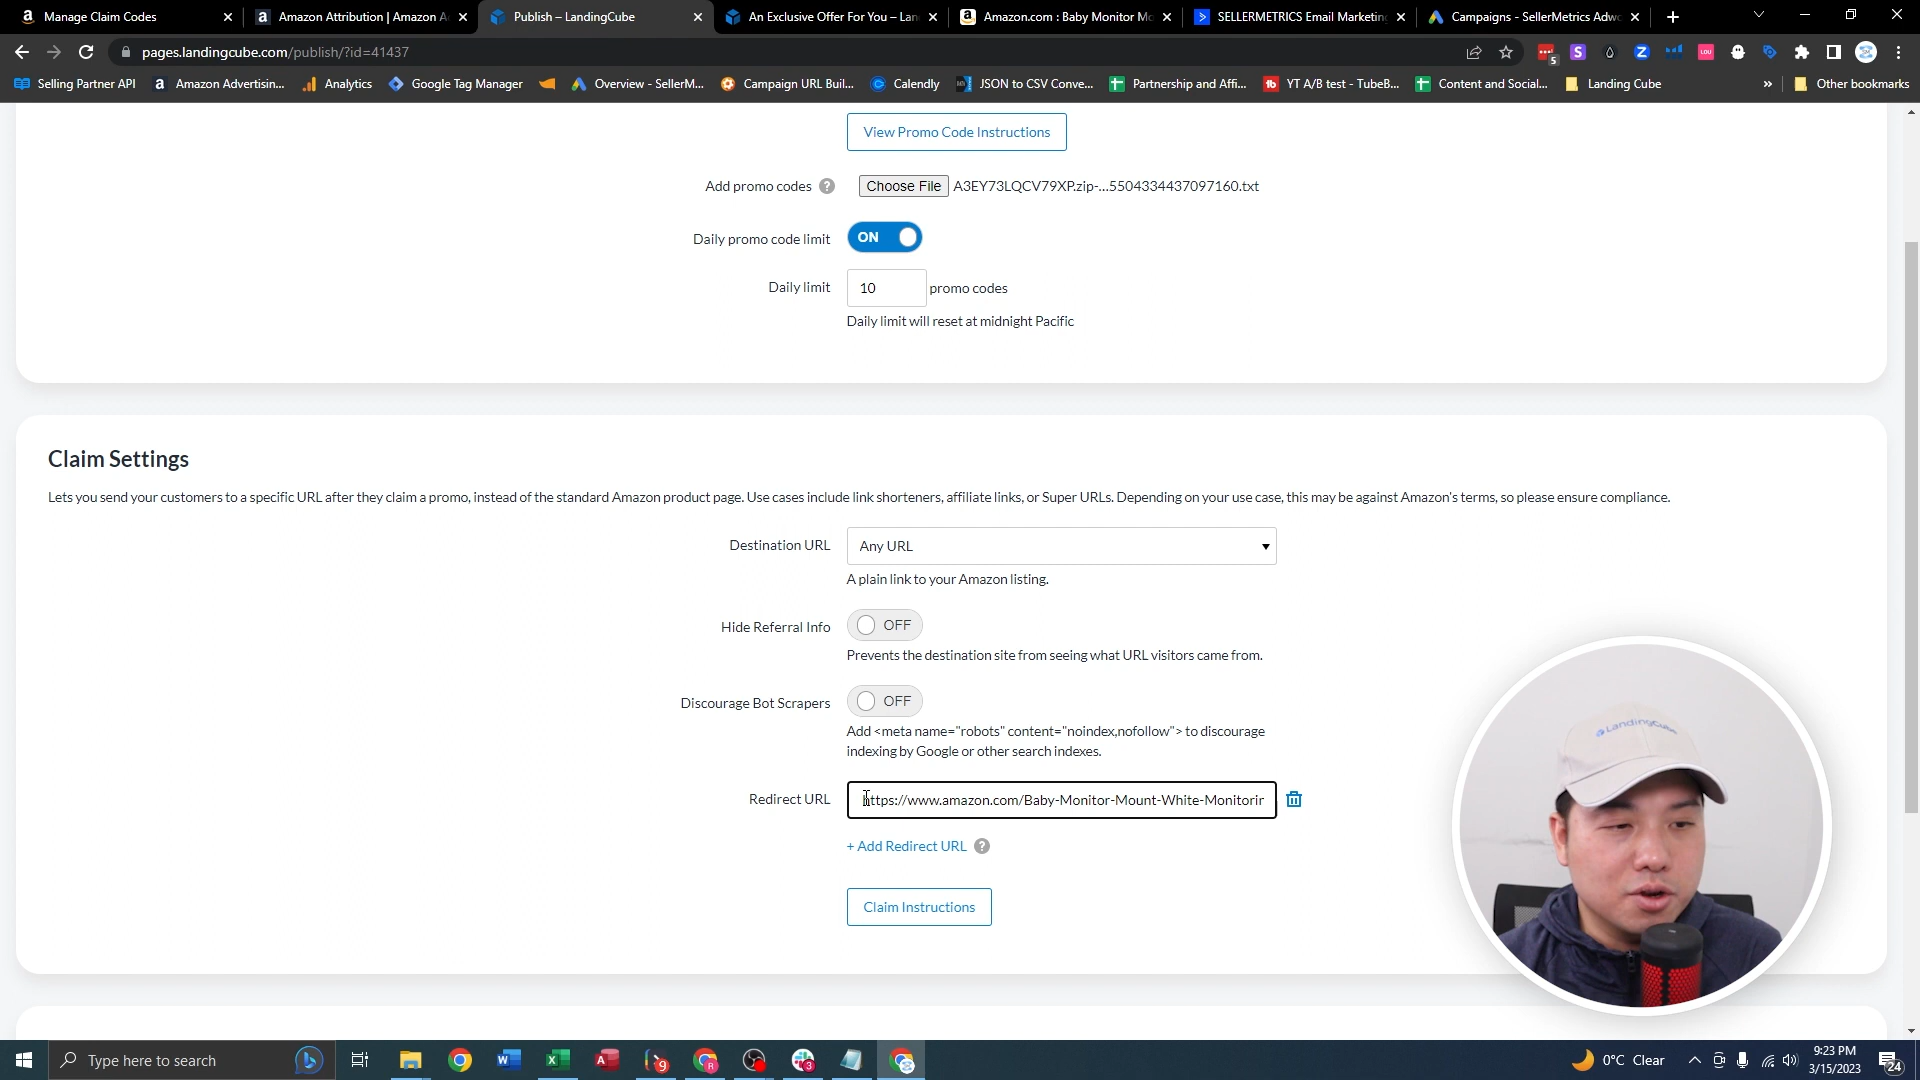 Manage Claim Codes
Amazon Attribution | Amazon A
Publish – LandingCube
An Exclusive Offer For You – Lan
Amazon.com : Baby Monitor Mo
SELLERMETRICS Email Marketing
Campaigns - SellerMetrics Adwo
pages.landingcube.com/publish/?id=41437
5
Selling Partner API
Amazon Advertisin...
Analytics
Google Tag Manager
Overview - SellerM...
Campaign URL Buil...
Calendly
JSON to CSV Conve...
Partnership and Affi...
YT A/B test - TubeB...
Content and Social...
Landing Cube
»
Other bookmarks
View Promo Code Instructions
Add promo codes ?
Choose File A3EY73LQCV79XP.zip-...5504334437097160.txt
Daily promo code limit ON
Daily limit 10 promo codes
Daily limit will reset at midnight Pacific
Claim Settings
Lets you send your customers to a specific URL after they claim a promo, instead of the standard Amazon product page. Use cases include link shorteners, affiliate links, or Super URLs. Depending on your use case, this may be against Amazon's terms, so please ensure compliance.
Destination URL Any URL
A plain link to your Amazon listing.
Hide Referral Info OFF
Prevents the destination site from seeing what URL visitors came from.
Discourage Bot Scrapers OFF
Add <meta name="robots" content="noindex,nofollow"> to discourage
indexing by Google or other search indexes.
Redirect URL https://www.amazon.com/Baby-Monitor-Mount-White-Monitorir
+ Add Redirect URL ?
Claim Instructions
LandingCube
Type here to search
9
3
0°C Clear
9:23 PM
3/15/2023
24